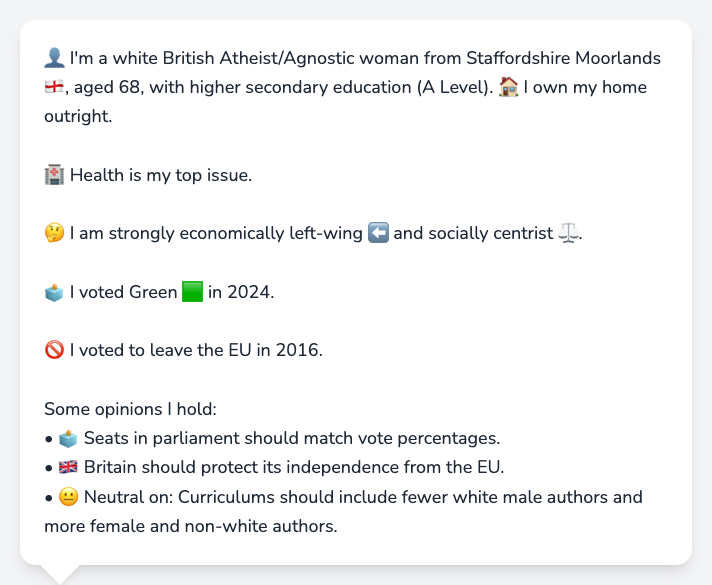 👤 I'm a white British Atheist/Agnostic woman from Staffordshire Moorlands
🏴󠁧󠁢󠁥󠁮󠁧󠁿, aged 68, with higher secondary education (A Level). 🏠 I own my home
outright.
🏥 Health is my top issue.
🤔 I am strongly economically left-wing ⬅️ and socially centrist ⚖️.
🗳️ I voted Green 🟩 in 2024.
🚫 I voted to leave the EU in 2016.
Some opinions I hold:
• 🗳️ Seats in parliament should match vote percentages.
• 🇬🇧 Britain should protect its independence from the EU.
• 😐 Neutral on: Curriculums should include fewer white male authors and
more female and non-white authors.